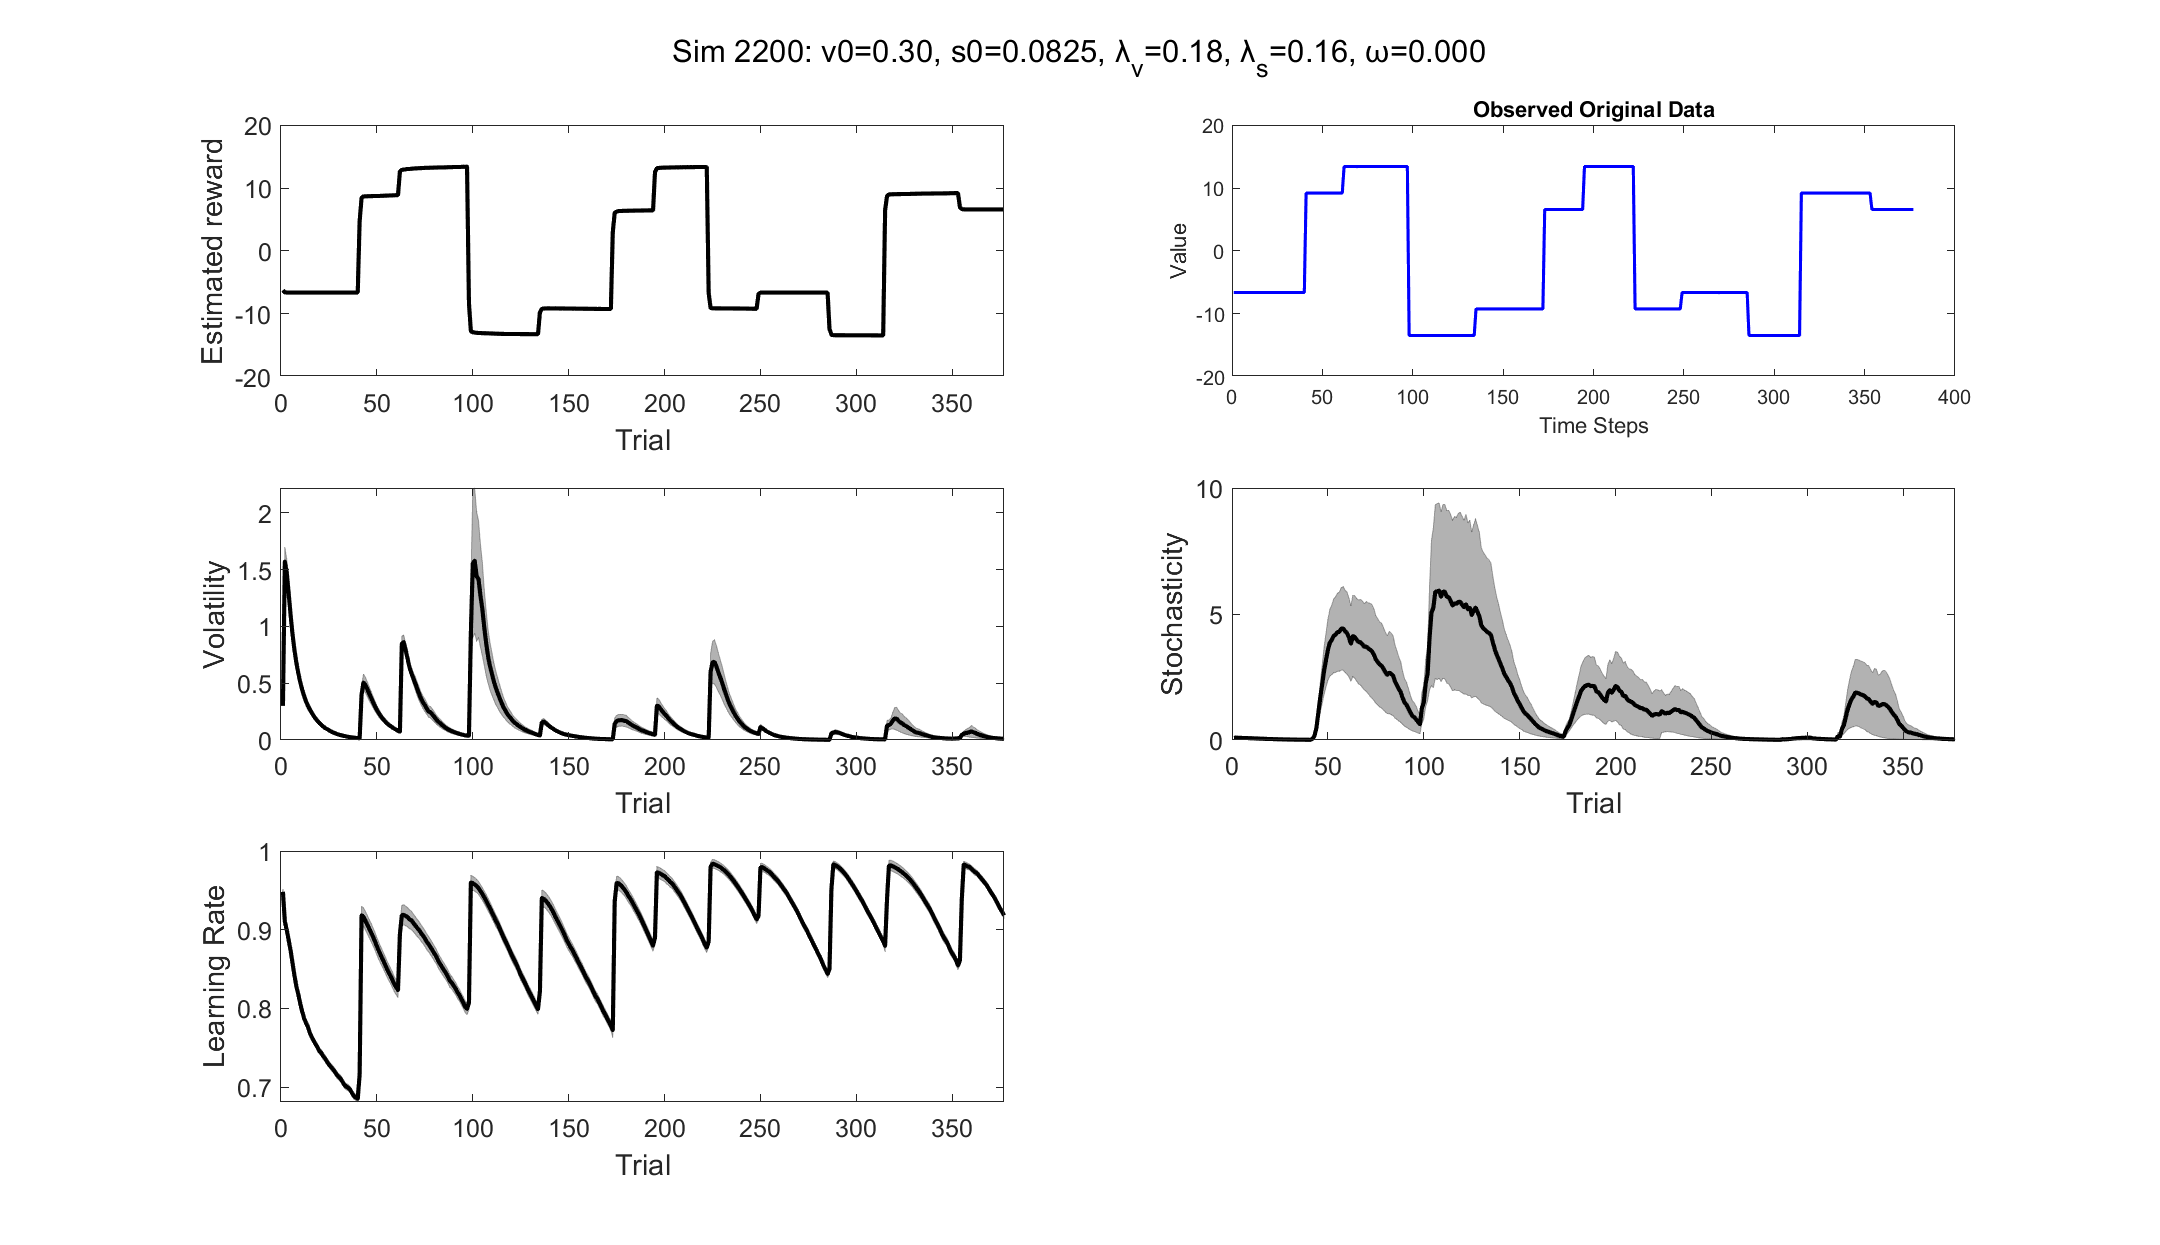 Sim 2200: v0=0.30, s0=0.0825, λ_v=0.18, λ_s=0.16, ω=0.000
Estimated reward
20
10
0
-10
-20
0 50 100 150 200 250 300 350
Trial
Observed Original Data
Value
20
10
0
-10
-20
0 50 100 150 200 250 300 350 400
Time Steps
Volatility
2
1.5
1
0.5
0
0 50 100 150 200 250 300 350
Trial
Stochasticity
10
5
0
0 50 100 150 200 250 300 350
Trial
Learning Rate
1
0.9
0.8
0.7
0 50 100 150 200 250 300 350
Trial